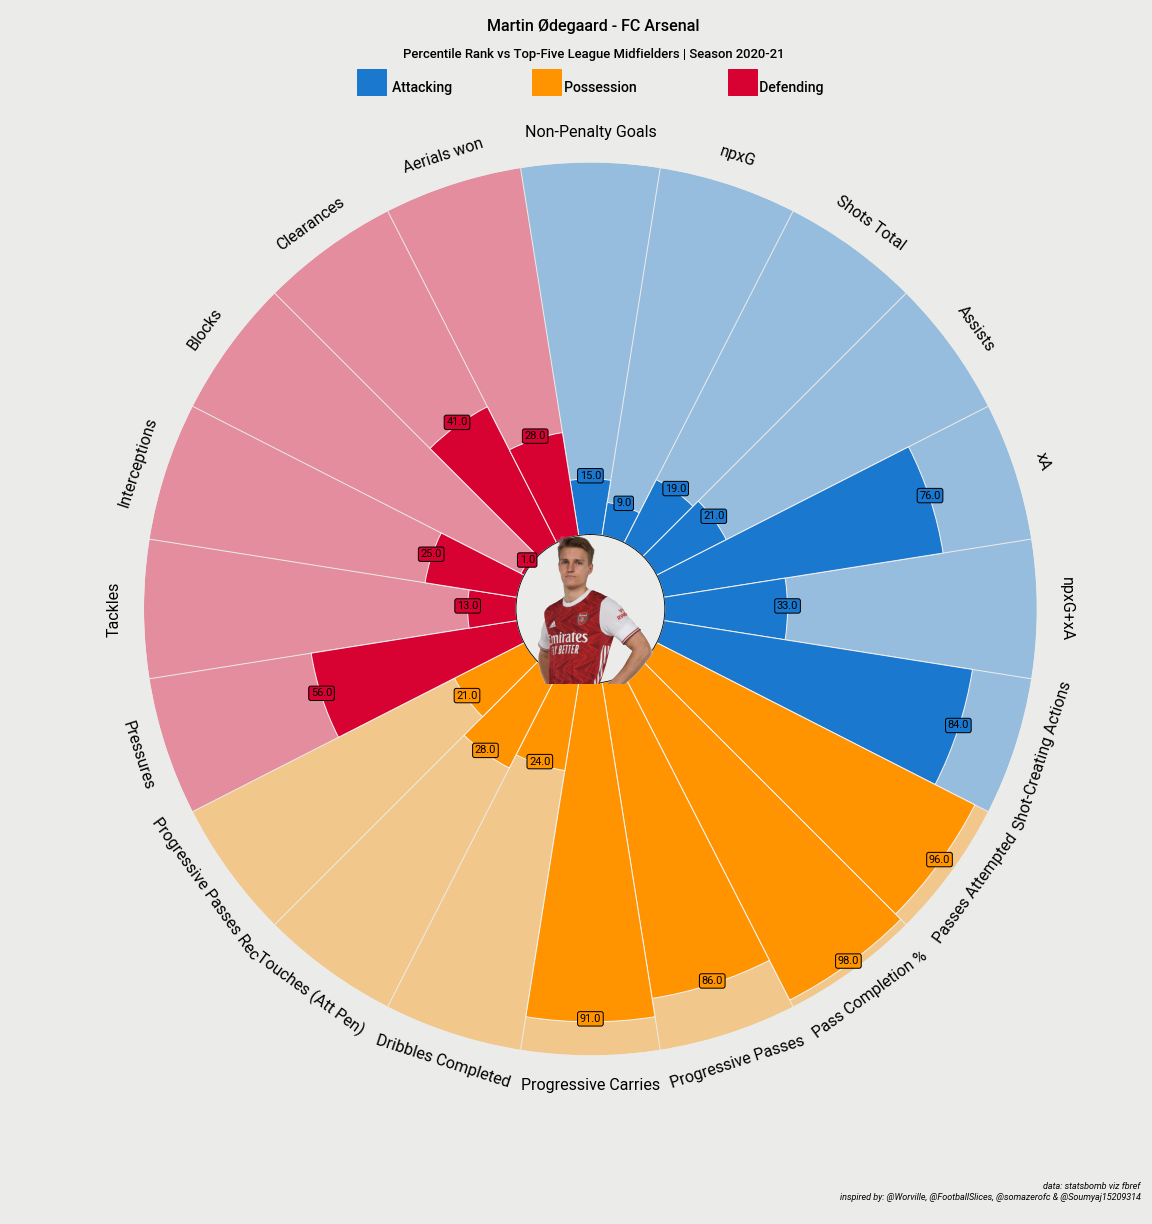 Martin Ødegaard - FC Arsenal
Percentile Rank vs Top-Five League Midfielders | Season 2020-21
Attacking
Possession
Defending
Non-Penalty Goals
npxG
Shots Total
Assists
xA
npxG+xA
Shot-Creating Actions
Passes Attempted
Pass Completion %
Progressive Passes
Progressive Carries
Dribbles Completed
Touches (Att Pen)
Progressive Passes Rec
Pressures
Tackles
Interceptions
Blocks
Clearances
Aerials won
15.0
9.0
19.0
21.0
76.0
33.0
84.0
96.0
98.0
86.0
91.0
24.0
28.0
21.0
56.0
13.0
25.0
1.0
41.0
28.0
Emirates
FLY BETTER
data: statsbomb viz fbref
inspired by: @Worville, @FootballSlices, @somazerofc & @Soumyaj15209314